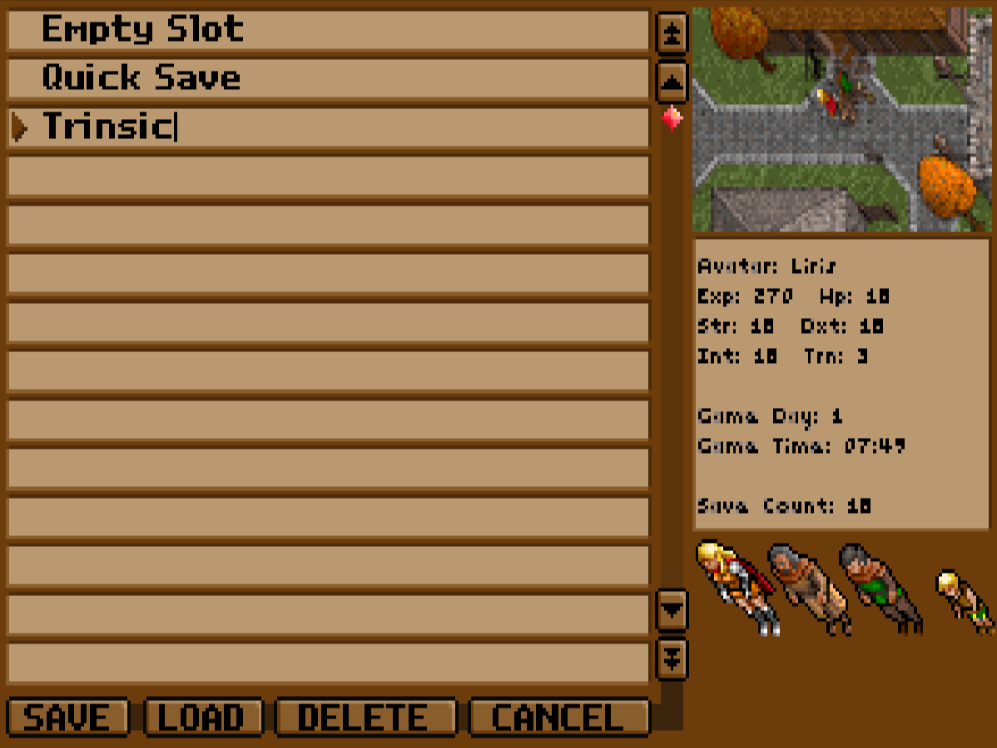 Empty Slot
Quick Save
Trinsic
Avatar: Liris
Exp: 270 Hp: 18
Str: 18 Dxt: 18
Int: 18 Trn: 3
Game Day: 1
Game Time: 07:49
Save Count: 18
SAVE LOAD DELETE CANCEL